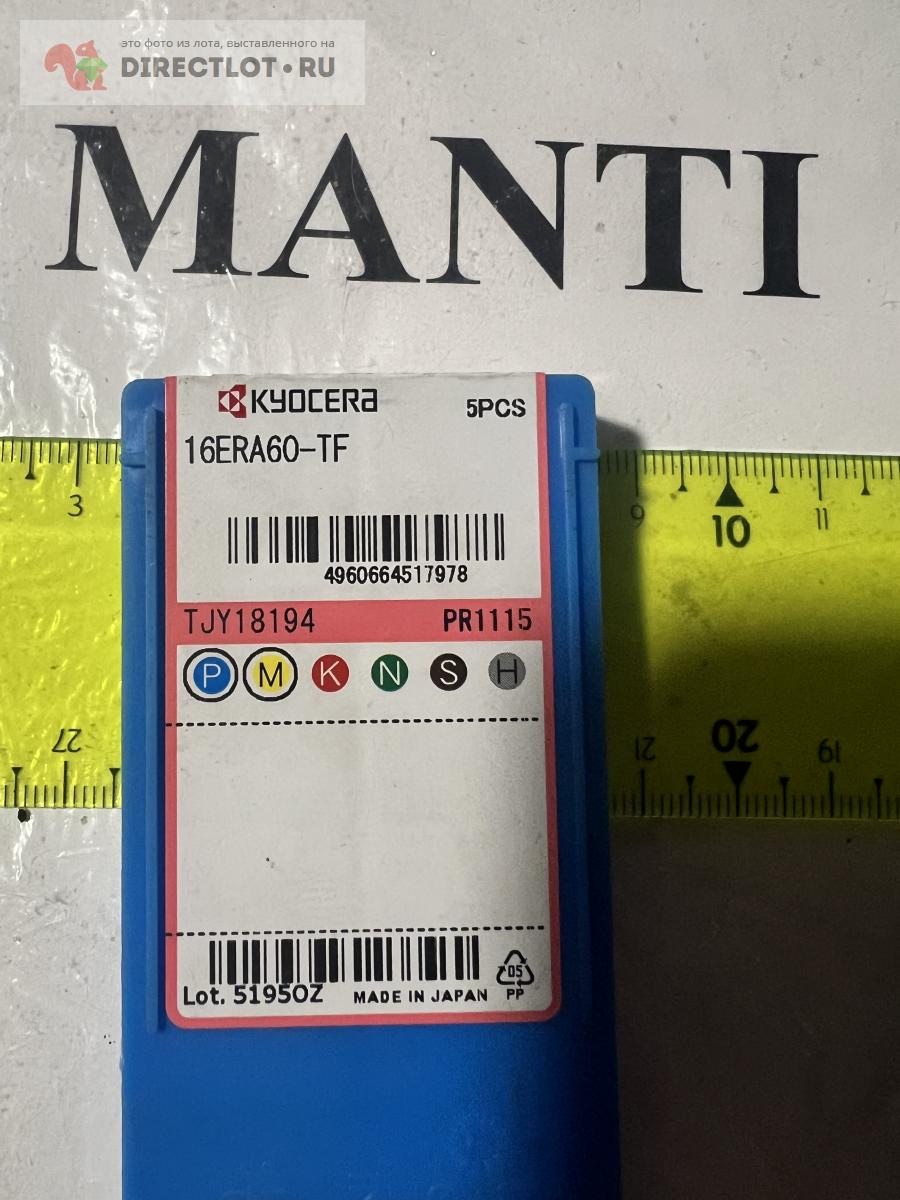 это фото из лота, выставленного на
DIRECTLOT•RU
MANTI
KYOCERA
5PCS
16ERA60-TF
4960664517978
TJY18194 PR1115
P M K N S H
3 9 10 11
27 21 20 19
05
Lot. 5195OZ MADE IN JAPAN PP